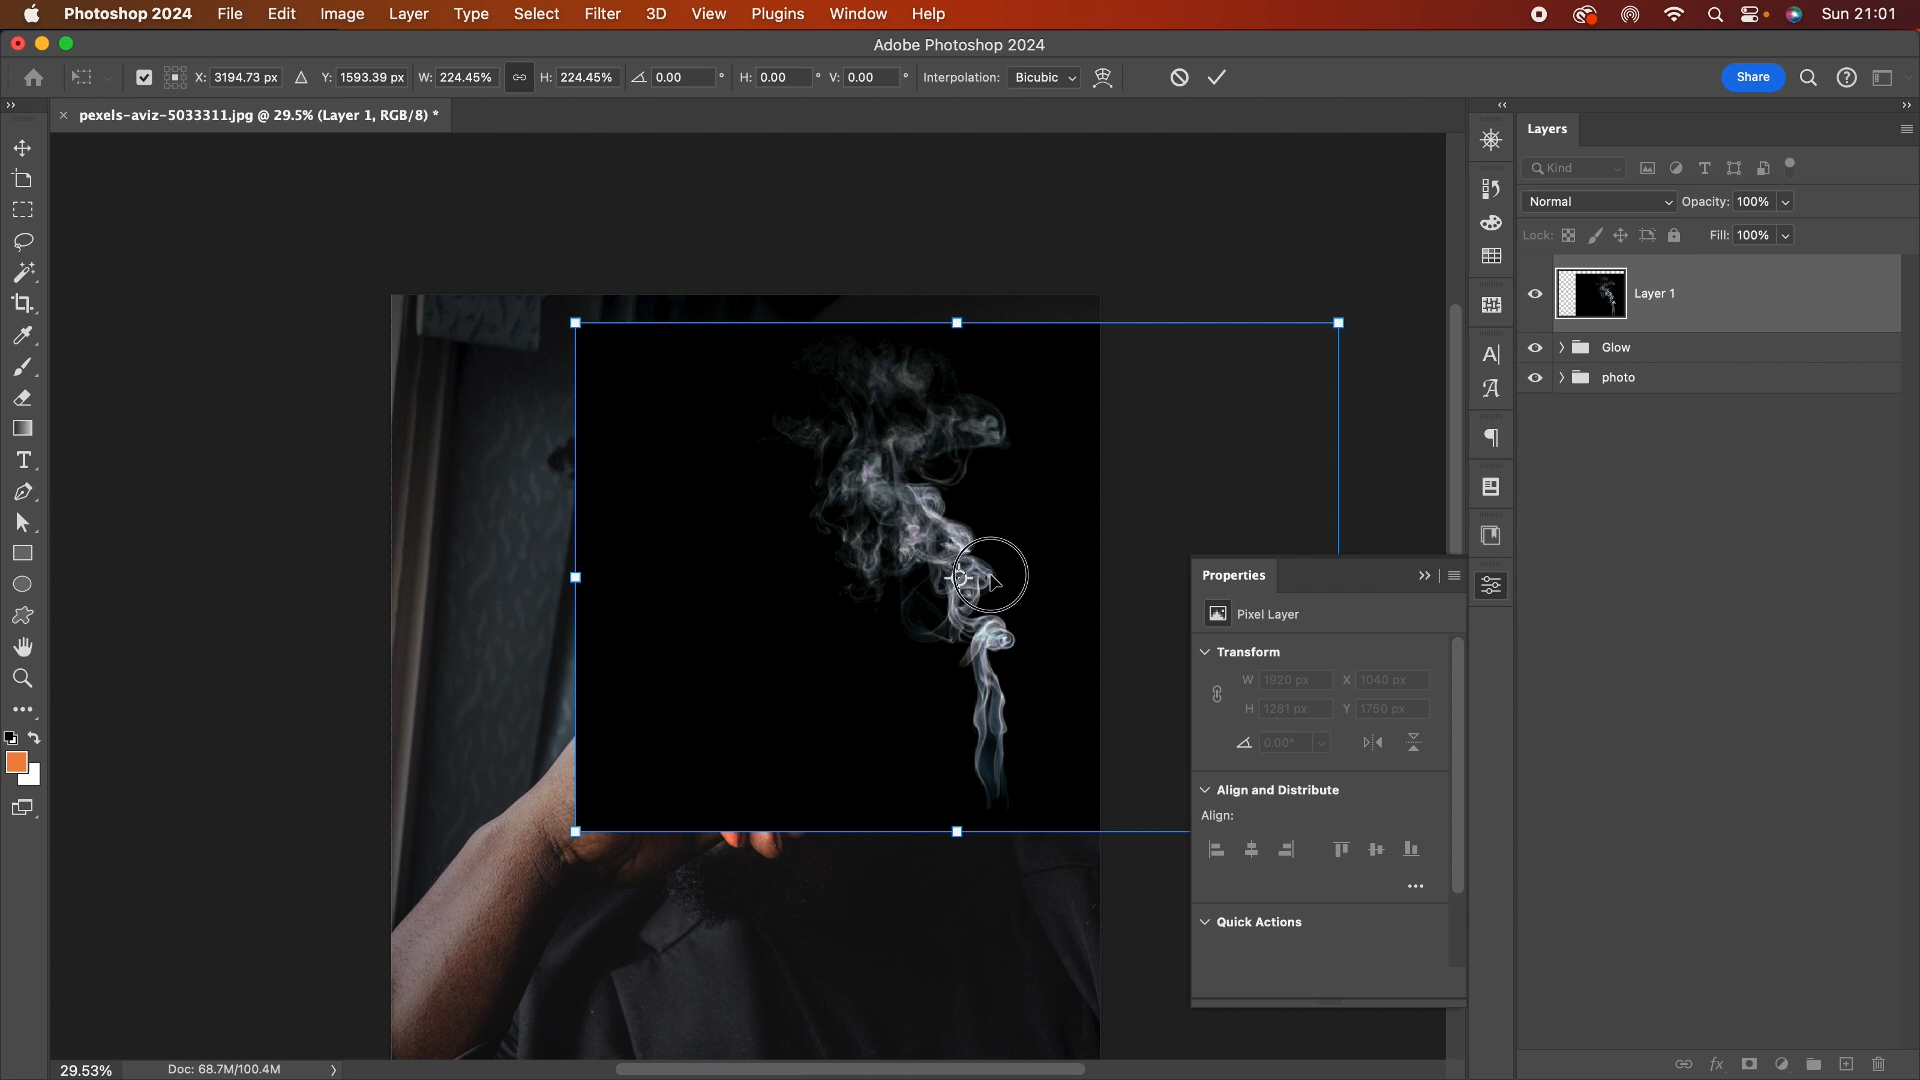 Photoshop 2024 File Edit Image Layer Type Select Filter 3D View Plugins Window Help Sun 21:01
Adobe Photoshop 2024
X: 3194.73 px Y: 1593.39 px W: 224.45% H: 224.45% 0.00 ° H: 0.00 ° V: 0.00 ° Interpolation: Bicubic Share
pexels-aviz-5033311.jpg @ 29.5% (Layer 1, RGB/8) *
Layers
Kind
Normal Opacity: 100%
Lock: Fill: 100%
Layer 1
Glow
photo
Properties
Pixel Layer
Transform
W 1920 px X 1040 px
H 1281 px Y 1750 px
0.00°
Align and Distribute
Align:
Quick Actions
29.53% Doc: 68.7M/100.4M